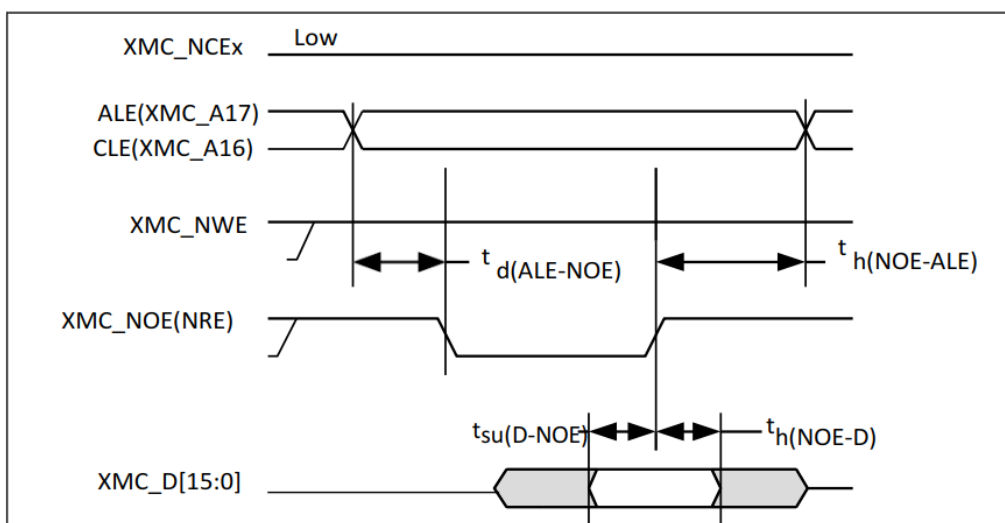 XMC_NCEx
Low
ALE(XMC_A17)
CLE(XMC_A16)
XMC_NWE
t d(ALE-NOE)
t h(NOE-ALE)
XMC_NOE(NRE)
tsu(D-NOE)
th(NOE-D)
XMC_D[15:0]